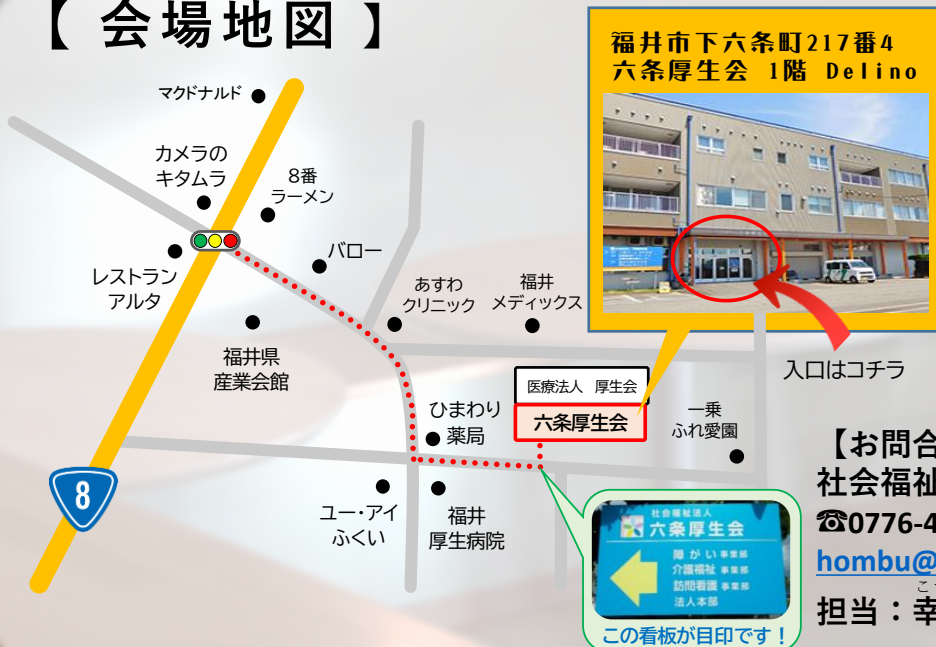 【 会場地図 】
福井市下六条町217番4
六条厚生会 1階 Delino
マクドナルド
カメラの
キタムラ
8番
ラーメン
バロー
レストラン
アルタ
あすわ
クリニック
福井
メディックス
福井県
産業会館
入口はコチラ
医療法人 厚生会
六条厚生会
ひまわり
薬局
一乗
ふれ愛園
8
ユー・アイ
ふくい
福井
厚生病院
社会福祉法人
六条厚生会
障がい事業部
介護福祉事業部
訪問看護事業部
法人本部
この看板が目印です！
【お問合
社会福祉
☎0776-4
hombu@
担当：幸